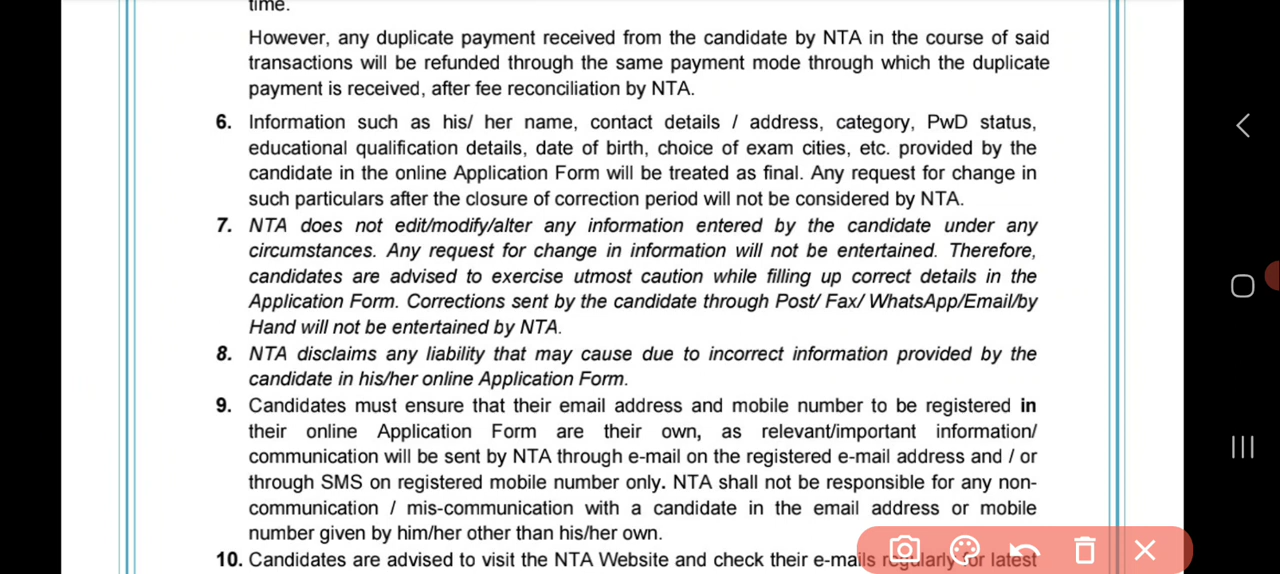 time.
However, any duplicate payment received from the candidate by NTA in the course of said
transactions will be refunded through the same payment mode through which the duplicate
payment is received, after fee reconciliation by NTA.
6. Information such as his/ her name, contact details / address, category, PwD status,
educational qualification details, date of birth, choice of exam cities, etc. provided by the
candidate in the online Application Form will be treated as final. Any request for change in
such particulars after the closure of correction period will not be considered by NTA.
7. NTA does not edit/modify/alter any information entered by the candidate under any
circumstances. Any request for change in information will not be entertained. Therefore,
candidates are advised to exercise utmost caution while filling up correct details in the
Application Form. Corrections sent by the candidate through Post/ Fax/ WhatsApp/Email/by
Hand will not be entertained by NTA.
8. NTA disclaims any liability that may cause due to incorrect information provided by the
candidate in his/her online Application Form.
9. Candidates must ensure that their email address and mobile number to be registered in
their online Application Form are their own, as relevant/important information/
communication will be sent by NTA through e-mail on the registered e-mail address and / or
through SMS on registered mobile number only. NTA shall not be responsible for any non-
communication / mis-communication with a candidate in the email address or mobile
number given by him/her other than his/her own.
10. Candidates are advised to visit the NTA Website and check their e-mails regularly for latest